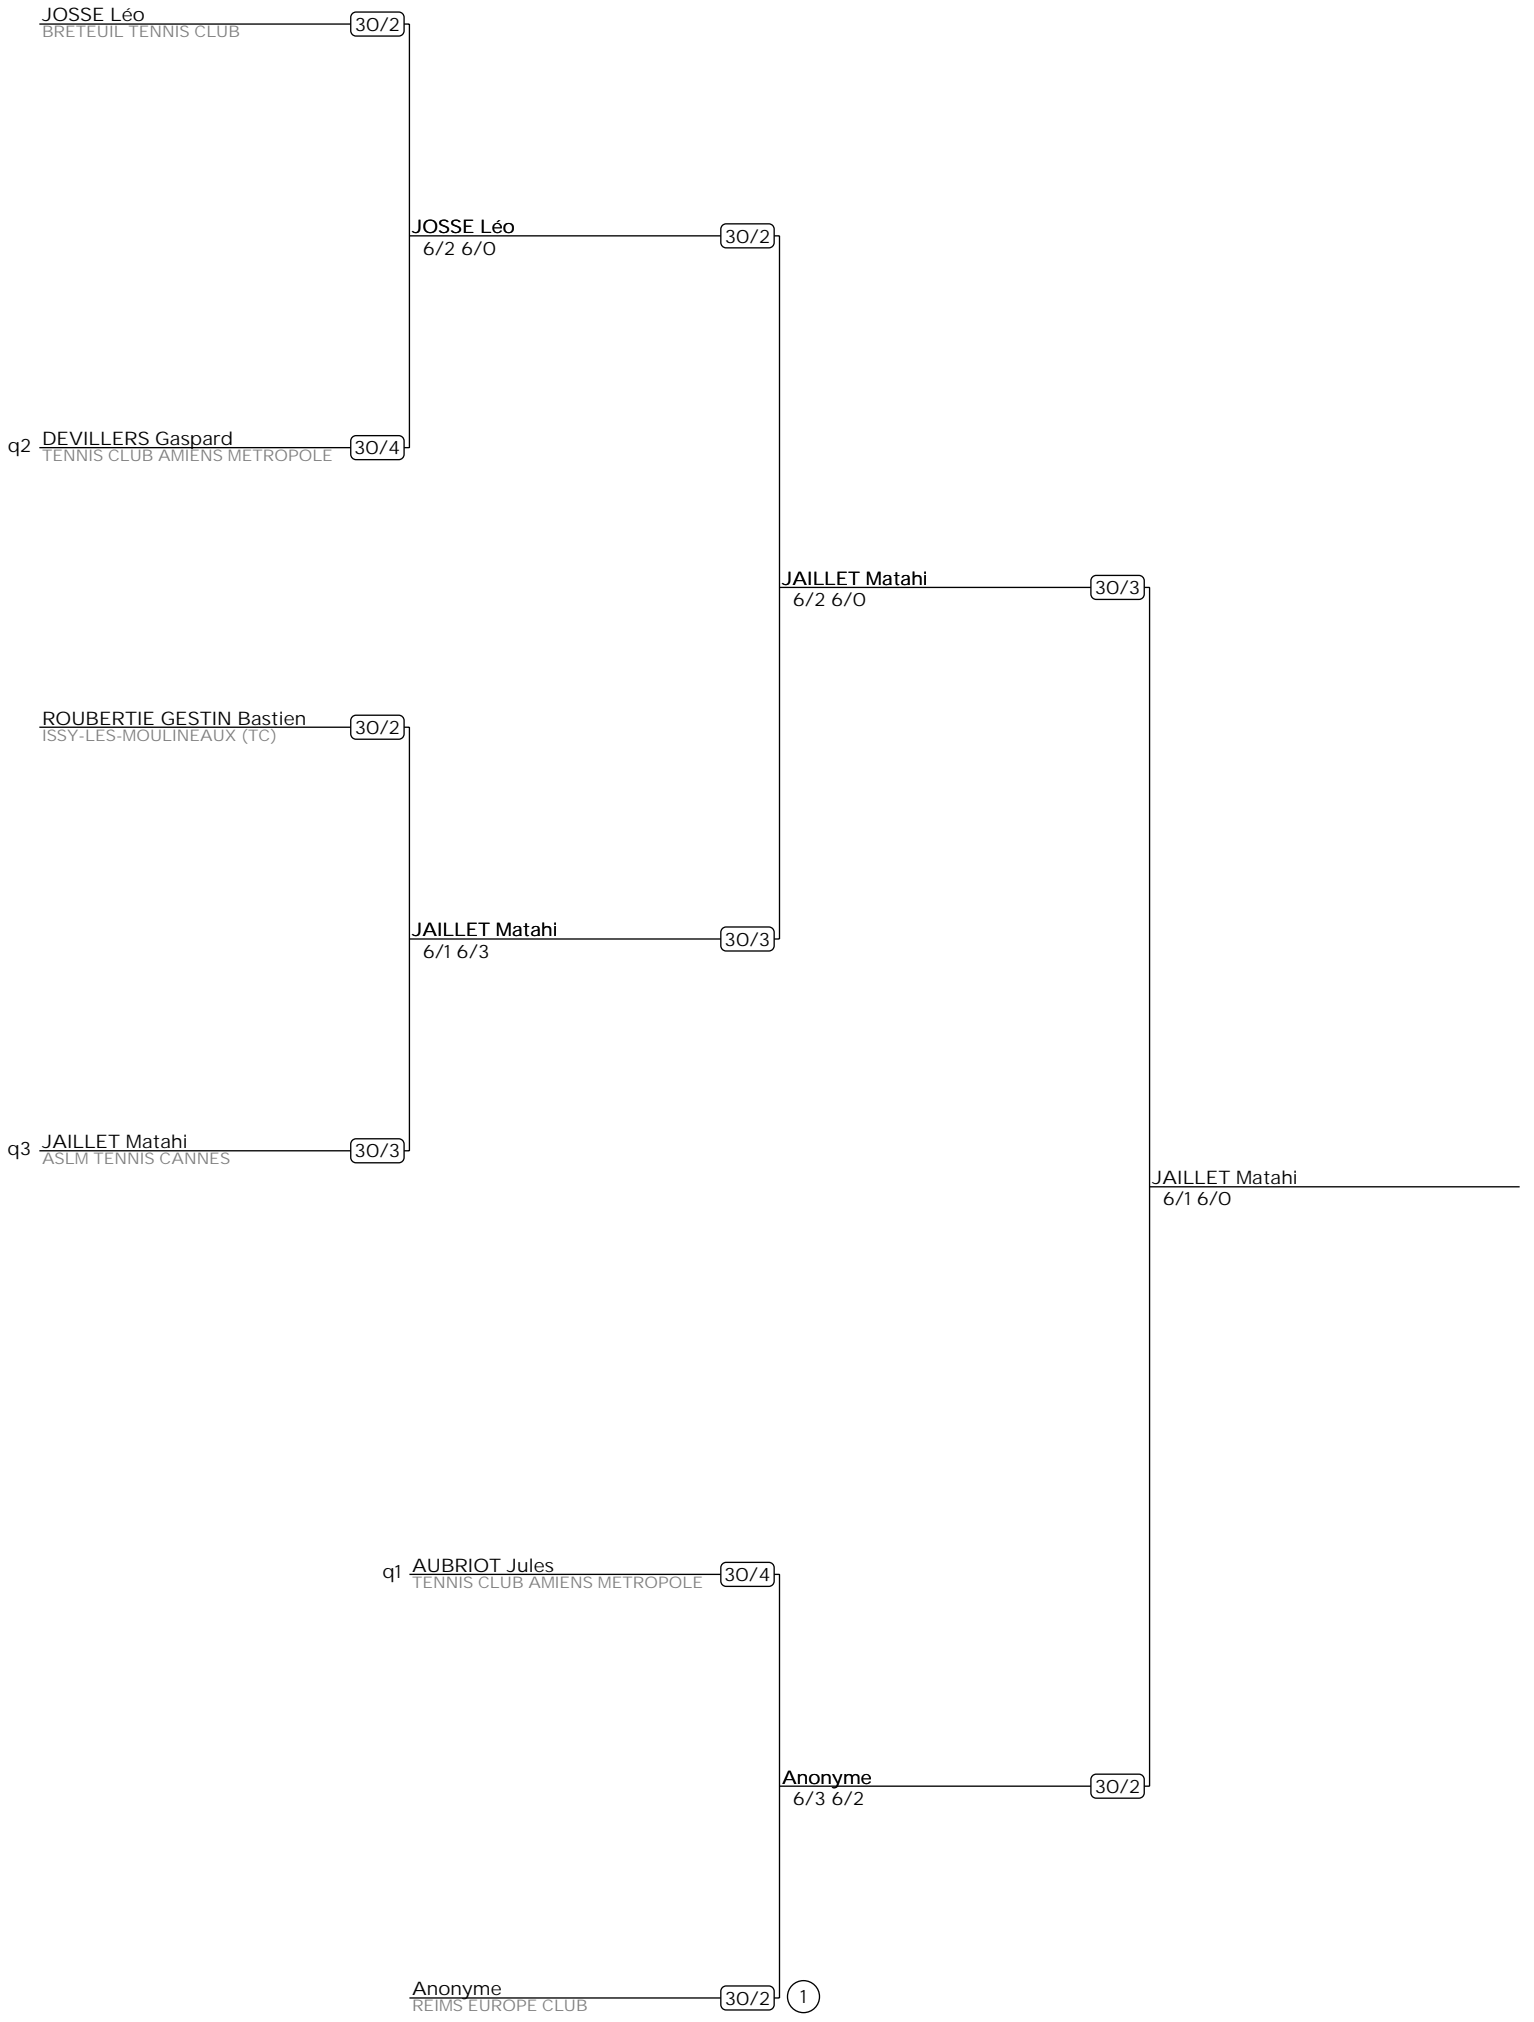 JOSSE Léo
30/2
BRETEUIL TENNIS CLUB
JOSSE Léo
30/2
6/2 6/0
q2 DEVILLERS Gaspard
30/4
TENNIS CLUB AMIENS METROPOLE
JAILLET Matahi
30/3
6/2 6/0
ROUBERTIE GESTIN Bastien
30/2
ISSY-LES-MOULINEAUX (TC)
JAILLET Matahi
30/3
6/1 6/3
q3 JAILLET Matahi
30/3
ASLM TENNIS CANNES
JAILLET Matahi
6/1 6/0
q1 AUBRIOT Jules
30/4
TENNIS CLUB AMIENS METROPOLE
Anonyme
30/2
6/3 6/2
Anonyme
30/2 1
REIMS EUROPE CLUB